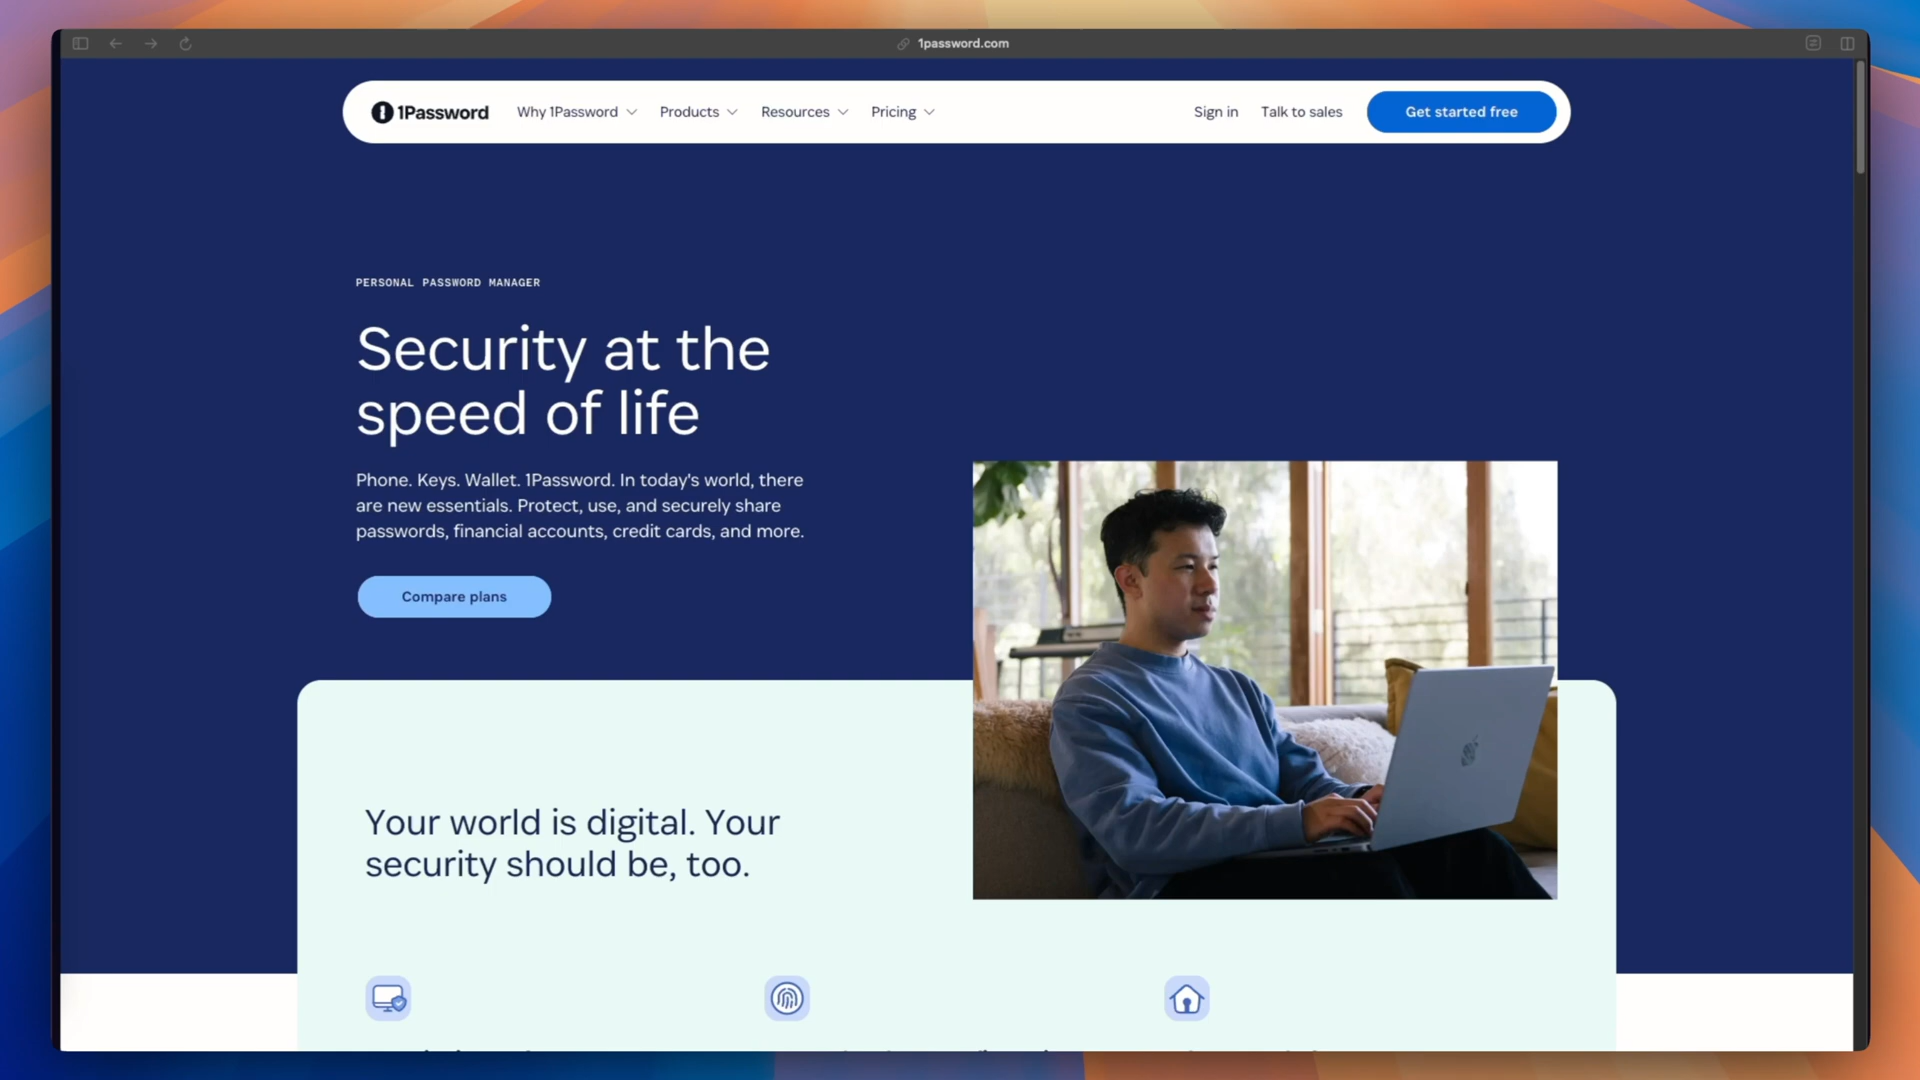 1password.com
1Password
Why 1Password
Products
Resources
Pricing
Sign in
Talk to sales
Get started free
PERSONAL PASSWORD MANAGER
Security at the
speed of life
Phone. Keys. Wallet. 1Password. In today's world, there
are new essentials. Protect, use, and securely share
passwords, financial accounts, credit cards, and more.
Compare plans
Your world is digital. Your
security should be, too.